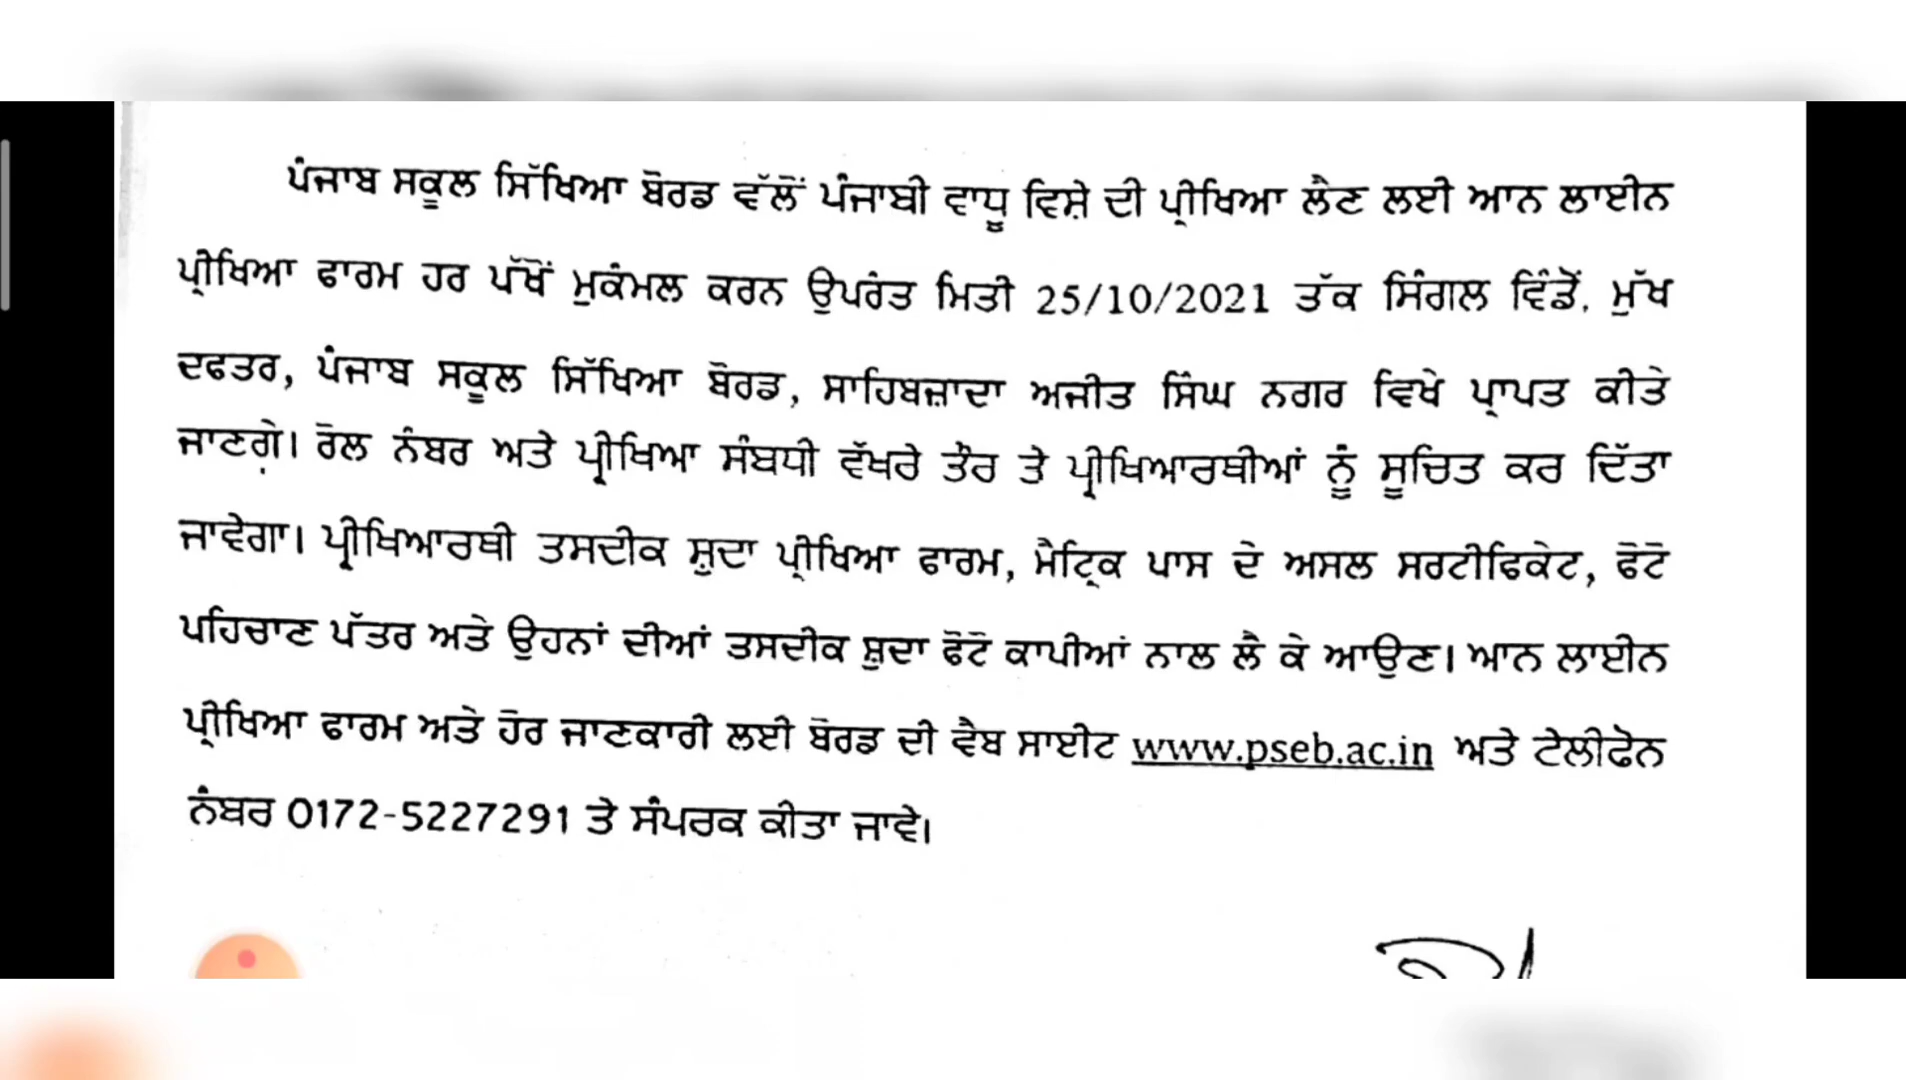 ਪੰਜਾਬ ਸਕੂਲ ਸਿੱਖਿਆ ਬੋਰਡ ਵੱਲੋਂ ਪੰਜਾਬੀ ਵਾਧੂ ਵਿਸ਼ੇ ਦੀ ਪ੍ਰੀਖਿਆ ਲੈਣ ਲਈ ਆਨ ਲਾਈਨ
ਪ੍ਰੀਖਿਆ ਫਾਰਮ ਹਰ ਪੱਖੋਂ ਮੁਕੰਮਲ ਕਰਨ ਉਪਰੰਤ ਮਿਤੀ 25/10/2021 ਤੱਕ ਸਿੰਗਲ ਵਿੰਡੋਂ, ਮੁੱਖ
ਦਫਤਰ, ਪੰਜਾਬ ਸਕੂਲ ਸਿੱਖਿਆ ਬੋਰਡ, ਸਾਹਿਬਜ਼ਾਦਾ ਅਜੀਤ ਸਿੰਘ ਨਗਰ ਵਿਖੇ ਪ੍ਰਾਪਤ ਕੀਤੇ
ਜਾਣਗੇ। ਰੋਲ ਨੰਬਰ ਅਤੇ ਪ੍ਰੀਖਿਆ ਸੰਬਧੀ ਵੱਖਰੇ ਤੌਰ ਤੇ ਪ੍ਰੀਖਿਆਰਥੀਆਂ ਨੂੰ ਸੂਚਿਤ ਕਰ ਦਿੱਤਾ
ਜਾਵੇਗਾ। ਪ੍ਰੀਖਿਆਰਥੀ ਤਸਦੀਕ ਸ਼ੁਦਾ ਪ੍ਰੀਖਿਆ ਫਾਰਮ, ਮੈਟ੍ਰਿਕ ਪਾਸ ਦੇ ਅਸਲ ਸਰਟੀਫਿਕੇਟ, ਫੋਟੋ
ਪਹਿਚਾਣ ਪੱਤਰ ਅਤੇ ਉਹਨਾਂ ਦੀਆਂ ਤਸਦੀਕ ਸ਼ੁਦਾ ਫੋਟੋ ਕਾਪੀਆਂ ਨਾਲ ਲੈ ਕੇ ਆਉਣ। ਆਨ ਲਾਈਨ
ਪ੍ਰੀਖਿਆ ਫਾਰਮ ਅਤੇ ਹੋਰ ਜਾਣਕਾਰੀ ਲਈ ਬੋਰਡ ਦੀ ਵੈਬ ਸਾਈਟ www.pseb.ac.in ਅਤੇ ਟੇਲੀਫੋਨ
ਨੰਬਰ 0172-5227291 ਤੇ ਸੰਪਰਕ ਕੀਤਾ ਜਾਵੇ।